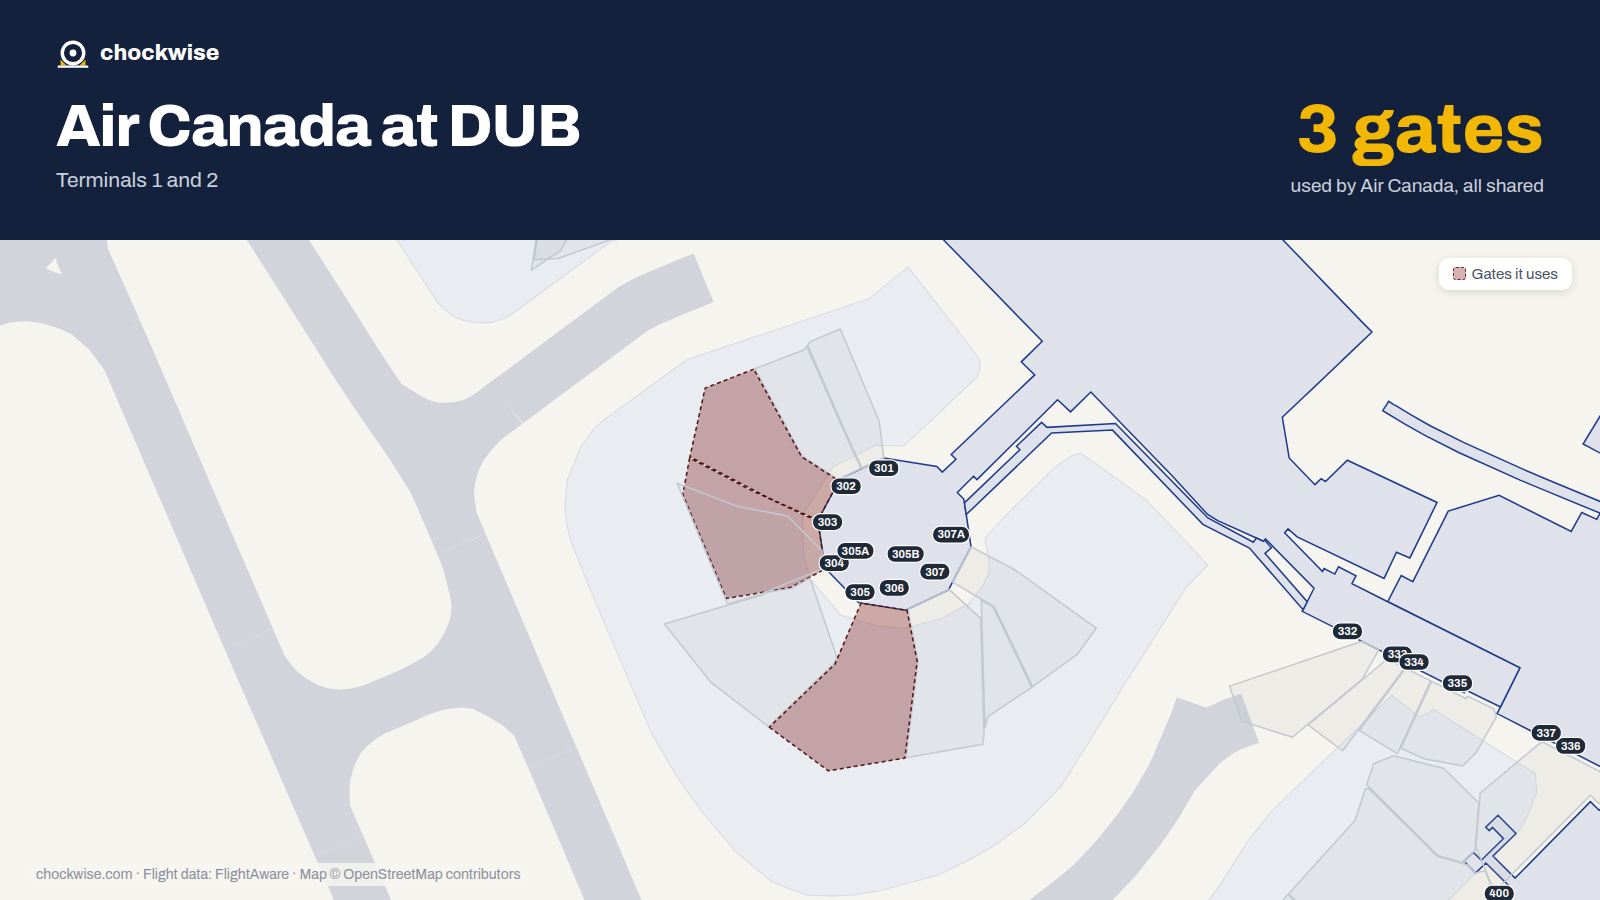 chockwise
Air Canada at DUB
Terminals 1 and 2
3 gates
used by Air Canada, all shared
Gates it uses
301
302
303
307A
305A
305B
304
307
306
305
332
333
334
335
337
336
400
chockwise.com · Flight data: FlightAware · Map © OpenStreetMap contributors